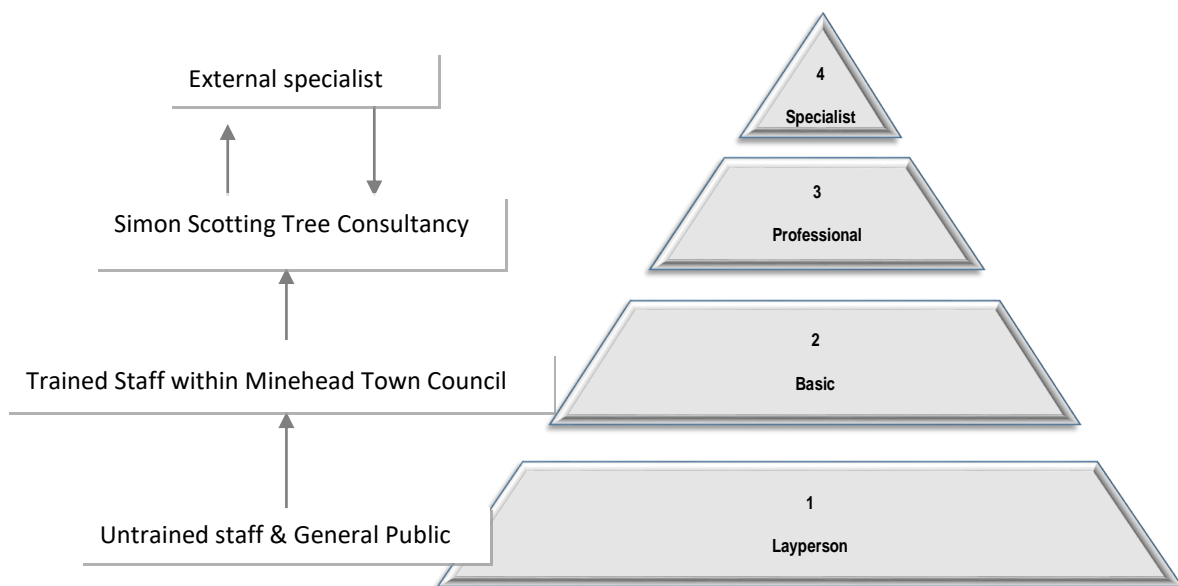 External specialist
4
Specialist
Simon Scotting Tree Consultancy
3
Professional
Trained Staff within Minehead Town Council
2
Basic
Untrained staff & General Public
1
Layperson